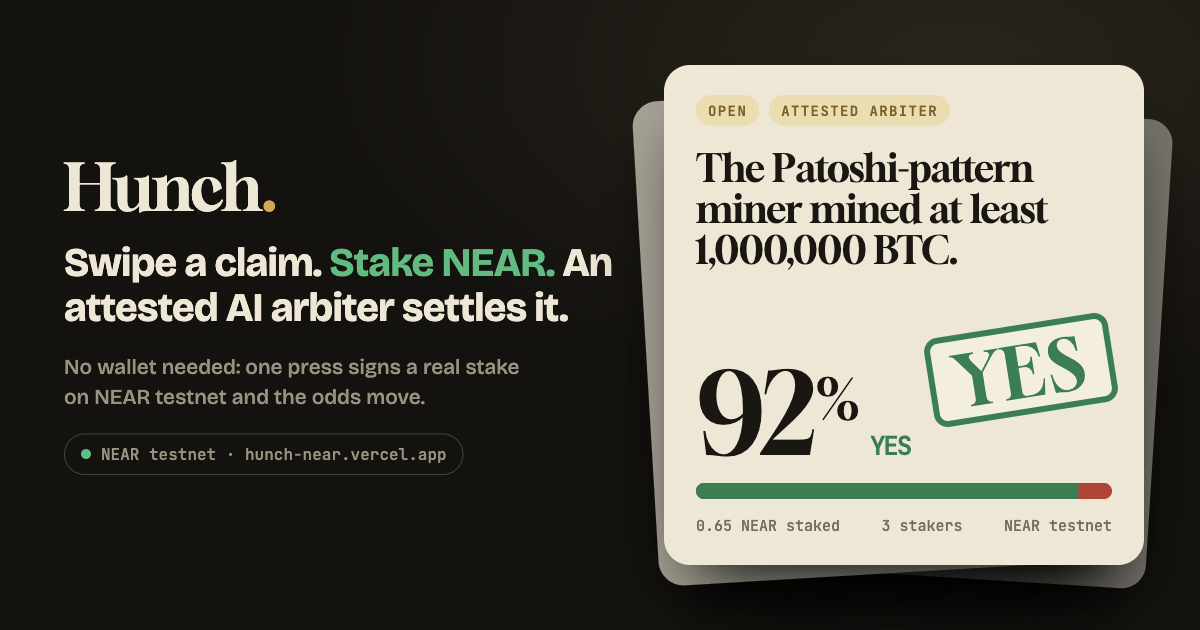 Hunch.
Swipe a claim. Stake NEAR. An
attested AI arbiter settles it.
No wallet needed: one press signs a real stake
on NEAR testnet and the odds move.
NEAR testnet · hunch-near.vercel.app
OPEN
ATTESTED ARBITER
The Patoshi-pattern
miner mined at least
1,000,000 BTC.
YES
92% YES
0.65 NEAR staked
3 stakers
NEAR testnet